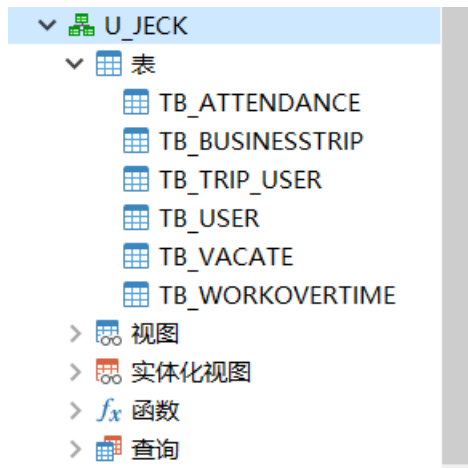 U_JECK
表
TB_ATTENDANCE
TB_BUSINESSTRIP
TB_TRIP_USER
TB_USER
TB_VACATE
TB_WORKOVERTIME
视图
实体化视图
fx 函数
查询